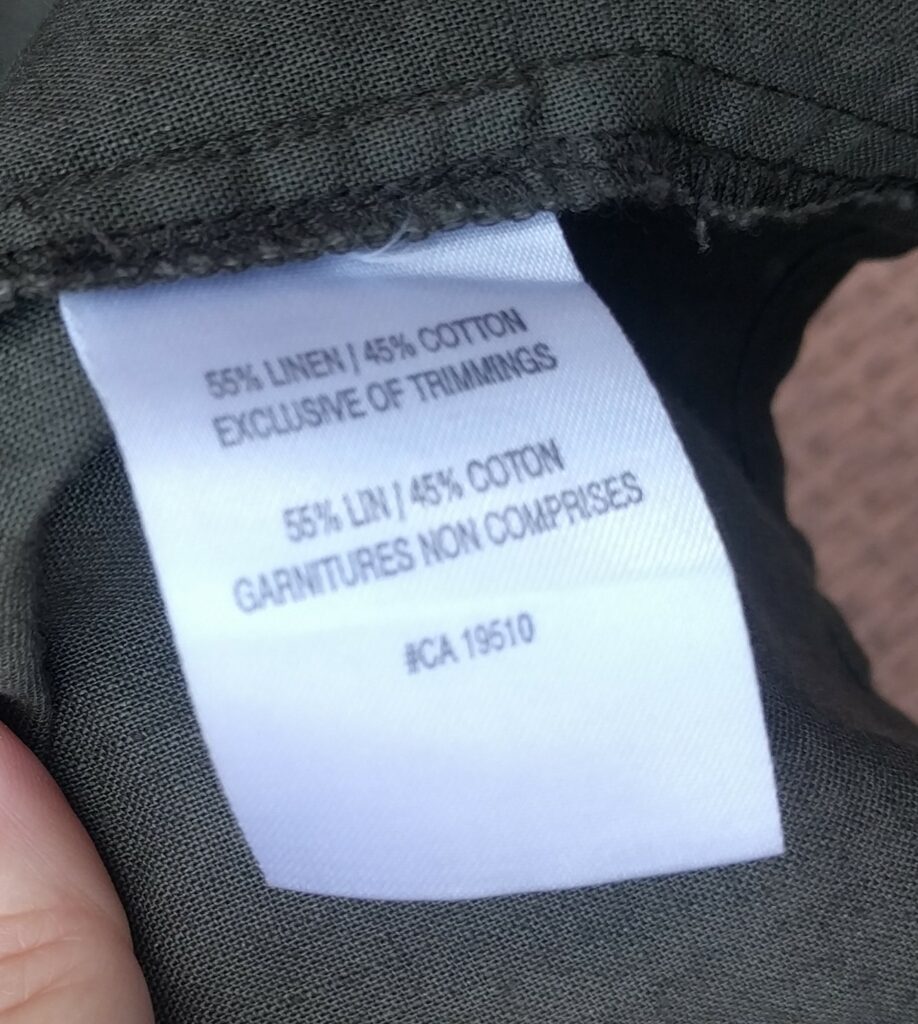 55% LINEN / 45% COTTON
EXCLUSIVE OF TRIMMINGS
55% LIN / 45% COTON
GARNITURES NON COMPRISES
#CA 19510